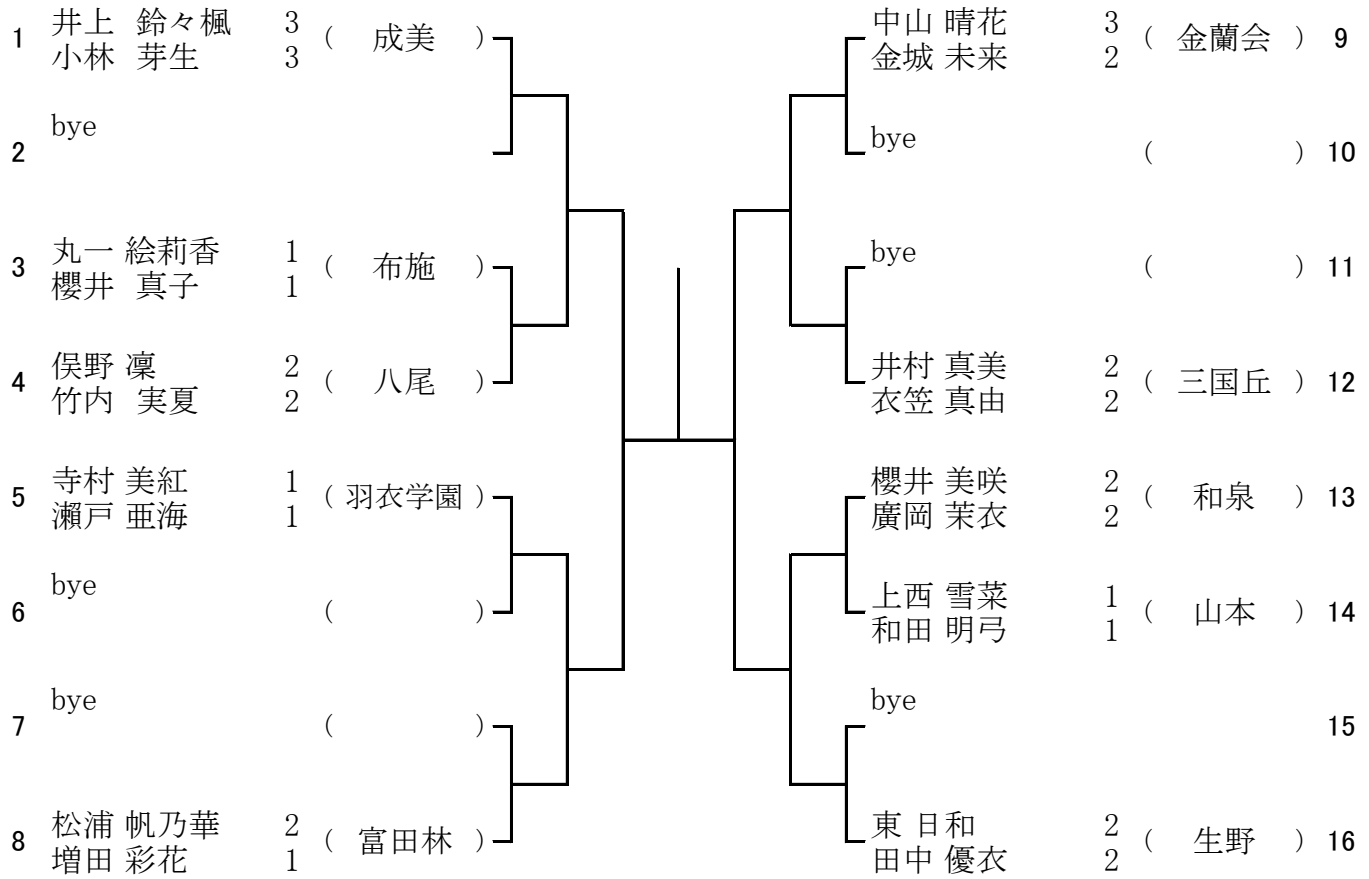 1 井上 鈴々楓 3 ( 成美 )
小林 芽生 3
2 bye
3 丸一 絵莉香 1 ( 布施 )
櫻井 真子 1
4 俣野 凜 2 ( 八尾 )
竹内 実夏 2
5 寺村 美紅 1 ( 羽衣学園 )
瀬戸 亜海 1
6 bye ( )
7 bye ( )
8 松浦 帆乃華 2 ( 富田林 )
増田 彩花 1
中山 晴花 3 ( 金蘭会 ) 9
金城 未来 2
bye ( ) 10
bye ( ) 11
井村 真美 2 ( 三国丘 ) 12
衣笠 真由 2
櫻井 美咲 2 ( 和泉 ) 13
廣岡 茉衣 2
上西 雪菜 1 ( 山本 ) 14
和田 明弓 1
bye 15
東 日和 2 ( 生野 ) 16
田中 優衣 2